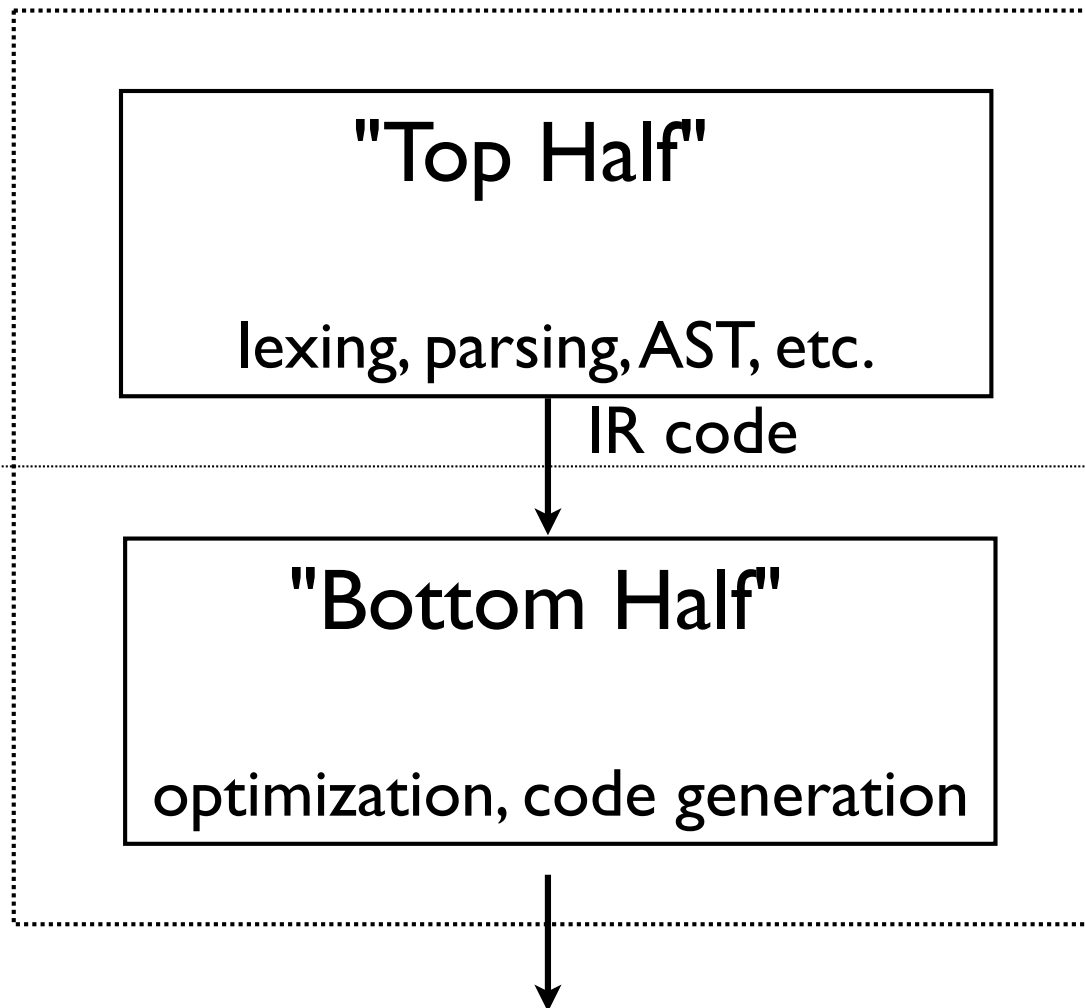 "Top Half"
lexing, parsing, AST, etc.
IR code
"Bottom Half"
optimization, code generation